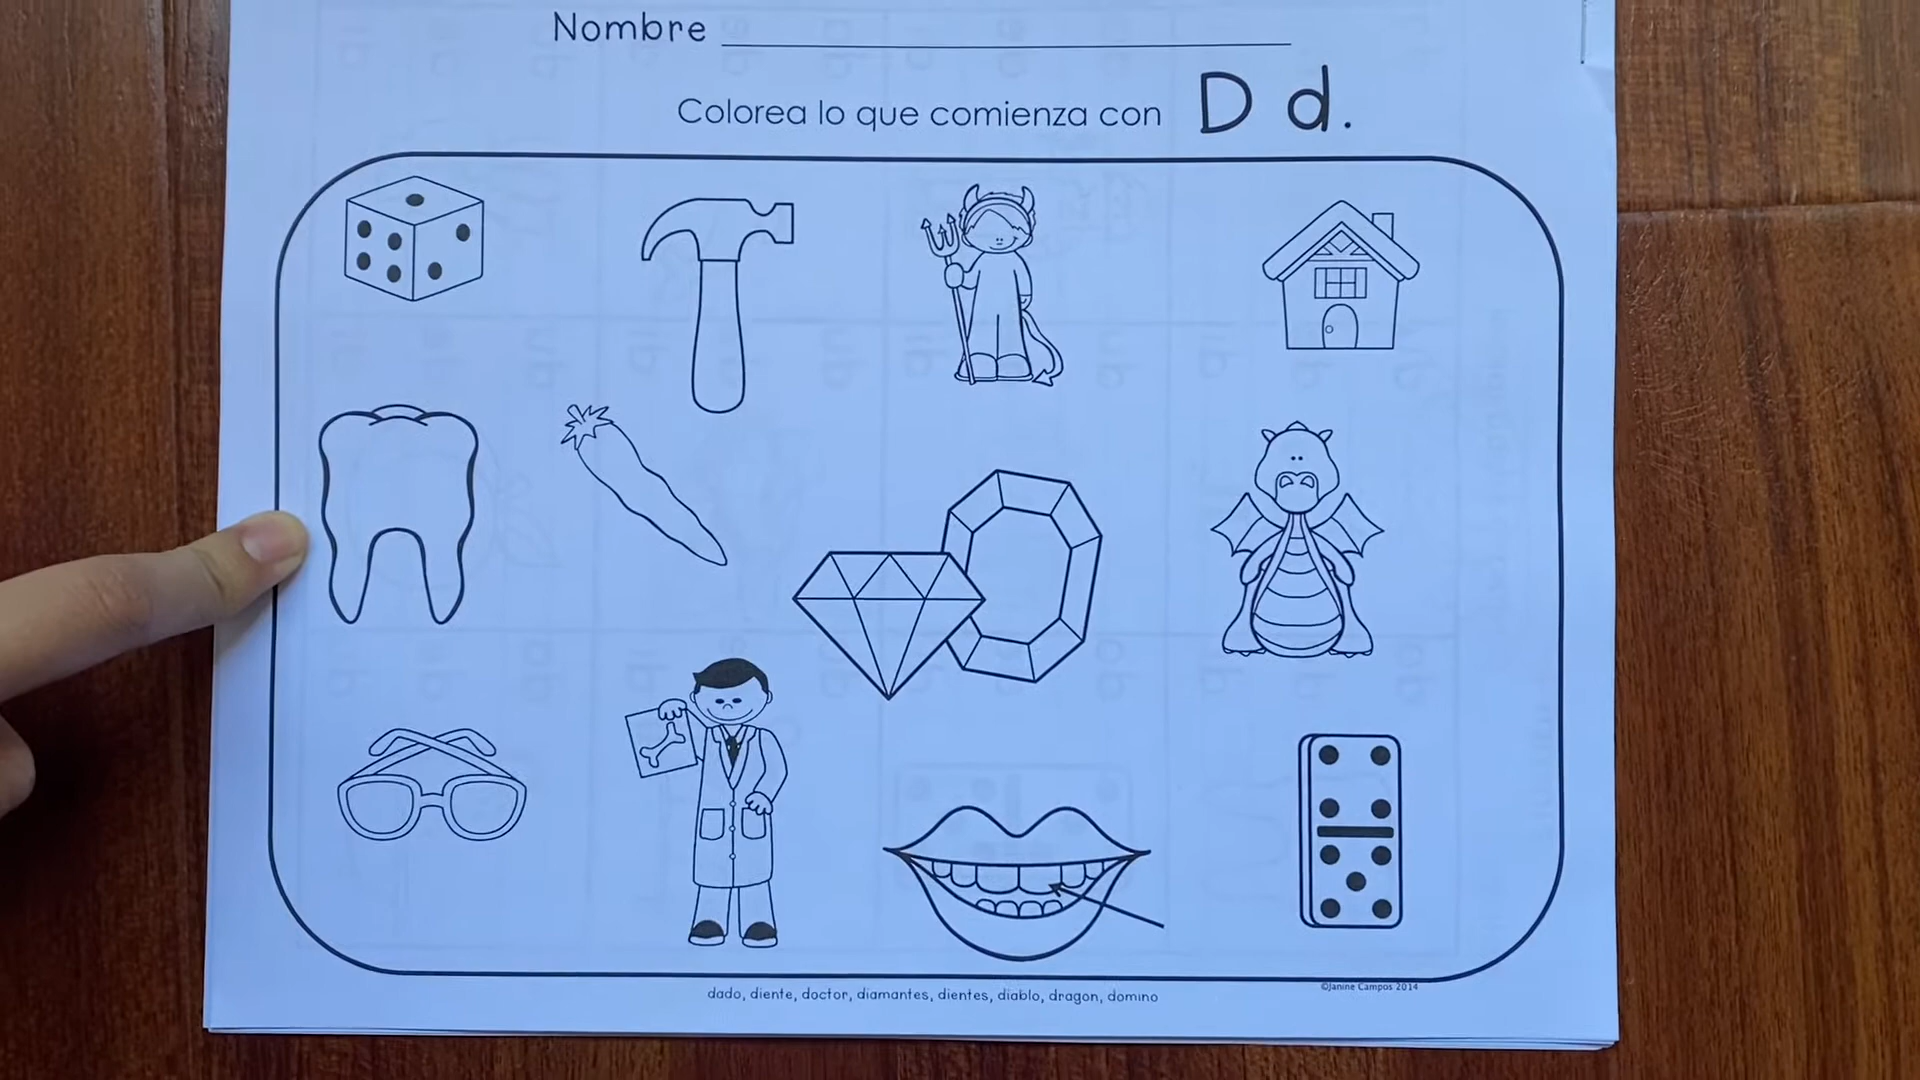 Nombre
Colorea lo que comienza con D d.
dado, diente, doctor, diamantes, dientes, diablo, dragon, domino
©Janine Campos 2014